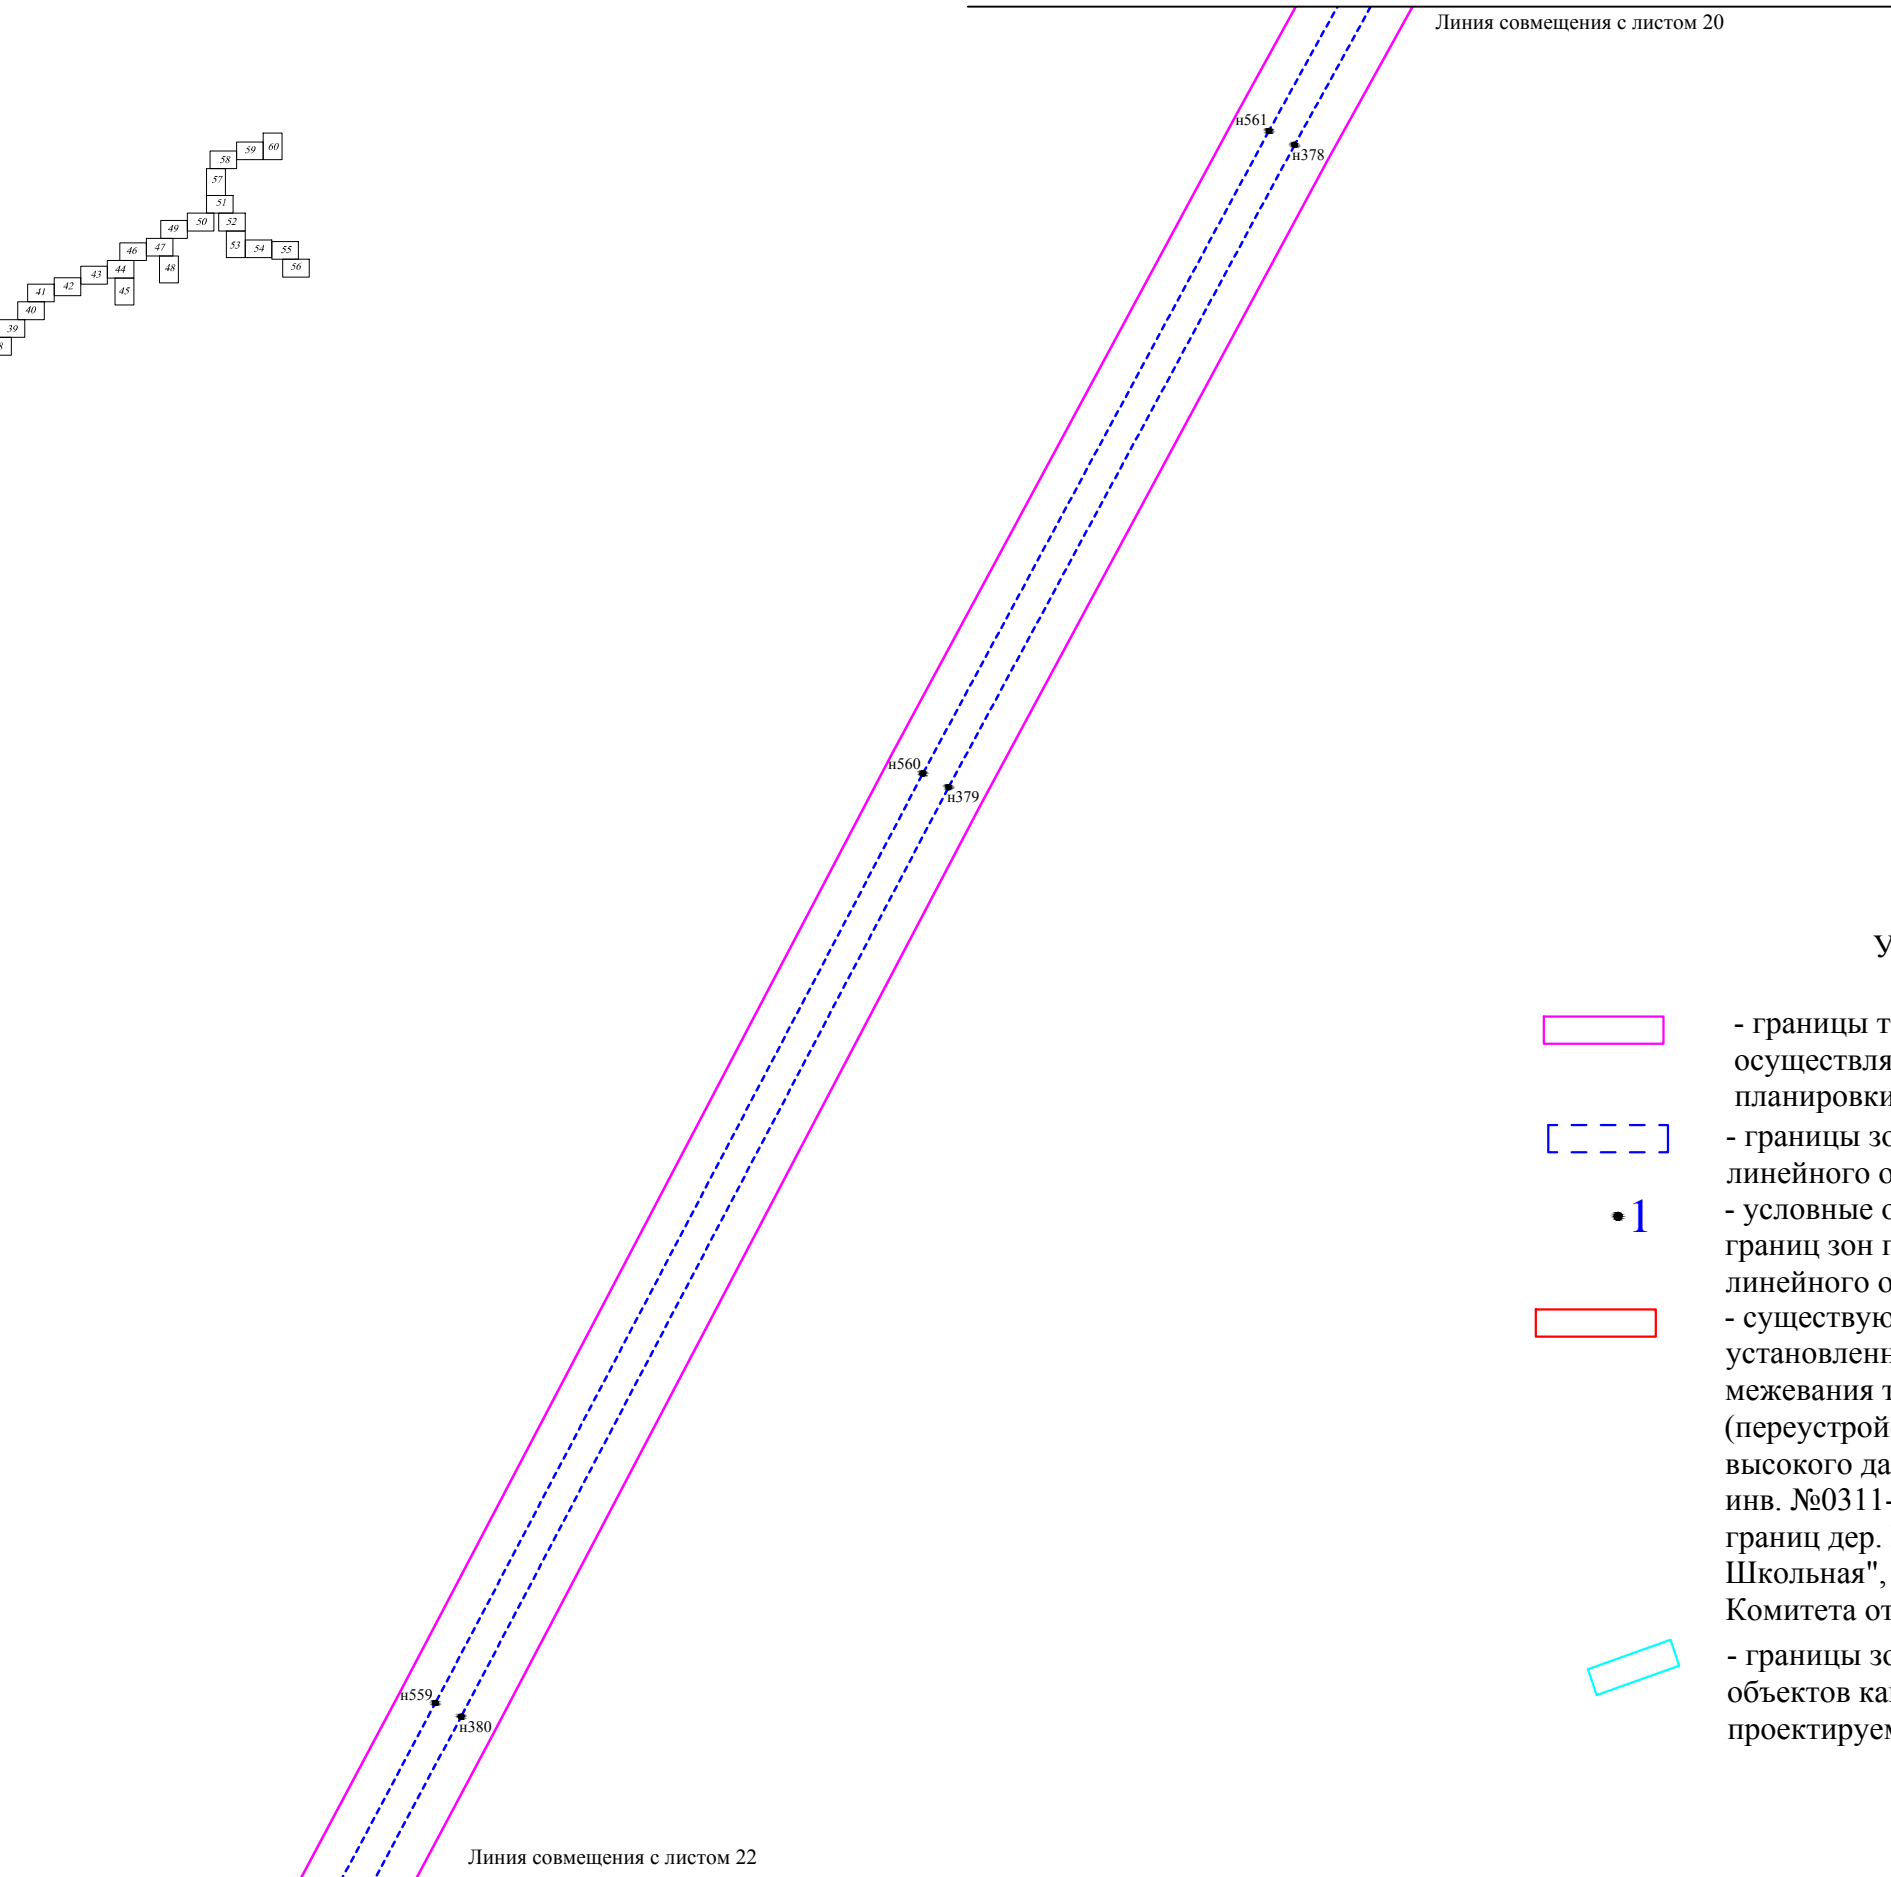 Линия совмещения с листом 20
н561
н378
60
59
58
57
51
50
52
49
53
54
55
46
47
48
56
43
44
45
41
42
40
39
н560
н379
- границы т
осуществля
планировки
- границы зо
линейного о
1
- условные о
границ зон п
линейного о
- существую
установленн
межевания т
(переустрой
высокого да
инв. №0311-
границ дер.
Школьная",
Комитета от
- границы зо
объектов ка
проектируем
н559
н380
Линия совмещения с листом 22